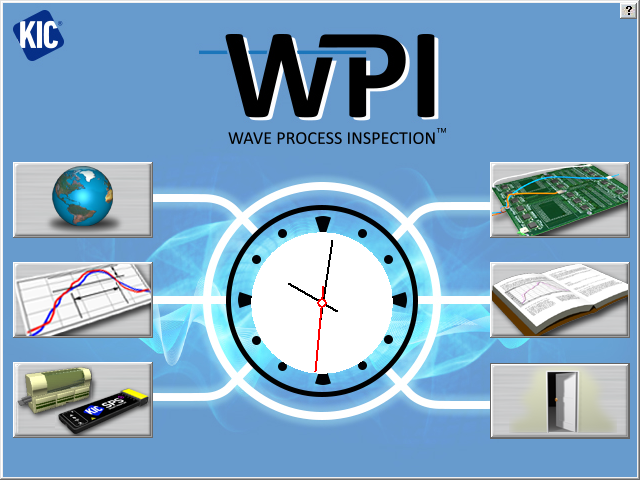 KIC®
?
WPI
WAVE PROCESS INSPECTION™
KIC SPS